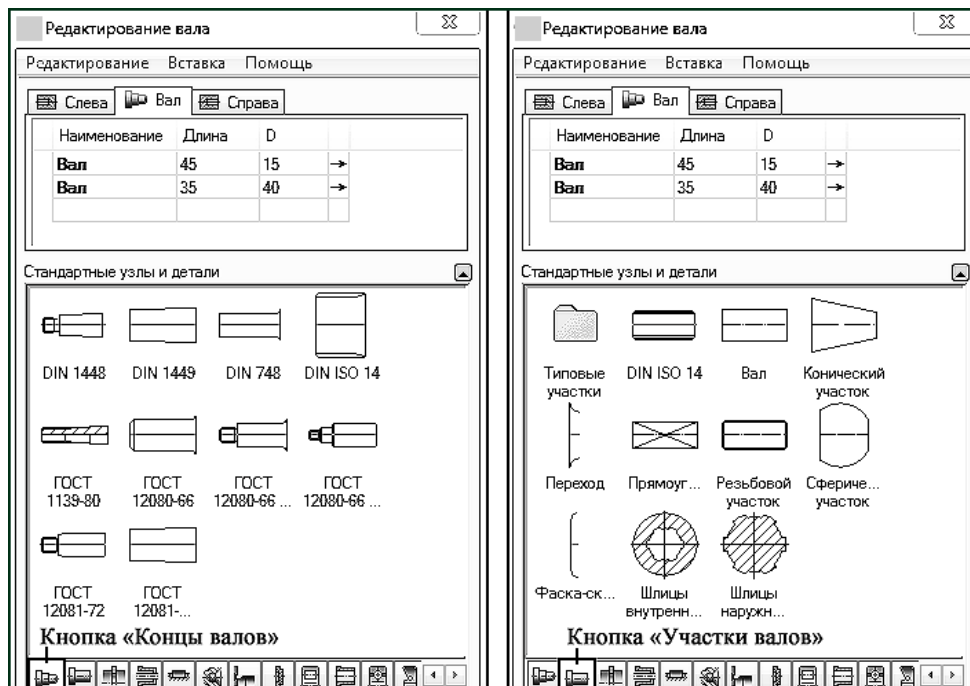 Редактирование вала
Редактирование Вставка Помощь
Слева Вал Справа
Наименование Длина D
Вал 45 15
Вал 35 40
Стандартные узлы и детали
DIN 1448 DIN 1449 DIN 748 DIN ISO 14
ГОСТ ГОСТ ГОСТ ГОСТ
1139-80 12080-66 12080-66 ... 12080-66 ...
ГОСТ ГОСТ
12081-72 12081-...
Кнопка «Концы валов»
Редактирование вала
Редактирование Вставка Помощь
Слева Вал Справа
Наименование Длина D
Вал 45 15
Вал 35 40
Стандартные узлы и детали
Типовые DIN ISO 14 Вал Конический
участки участок
Переход Прямоуг... Резьбовой Сфериче...
участок участок
Фаска-ск... Шлицы Шлицы
внутренн... наружн...
Кнопка «Участки валов»